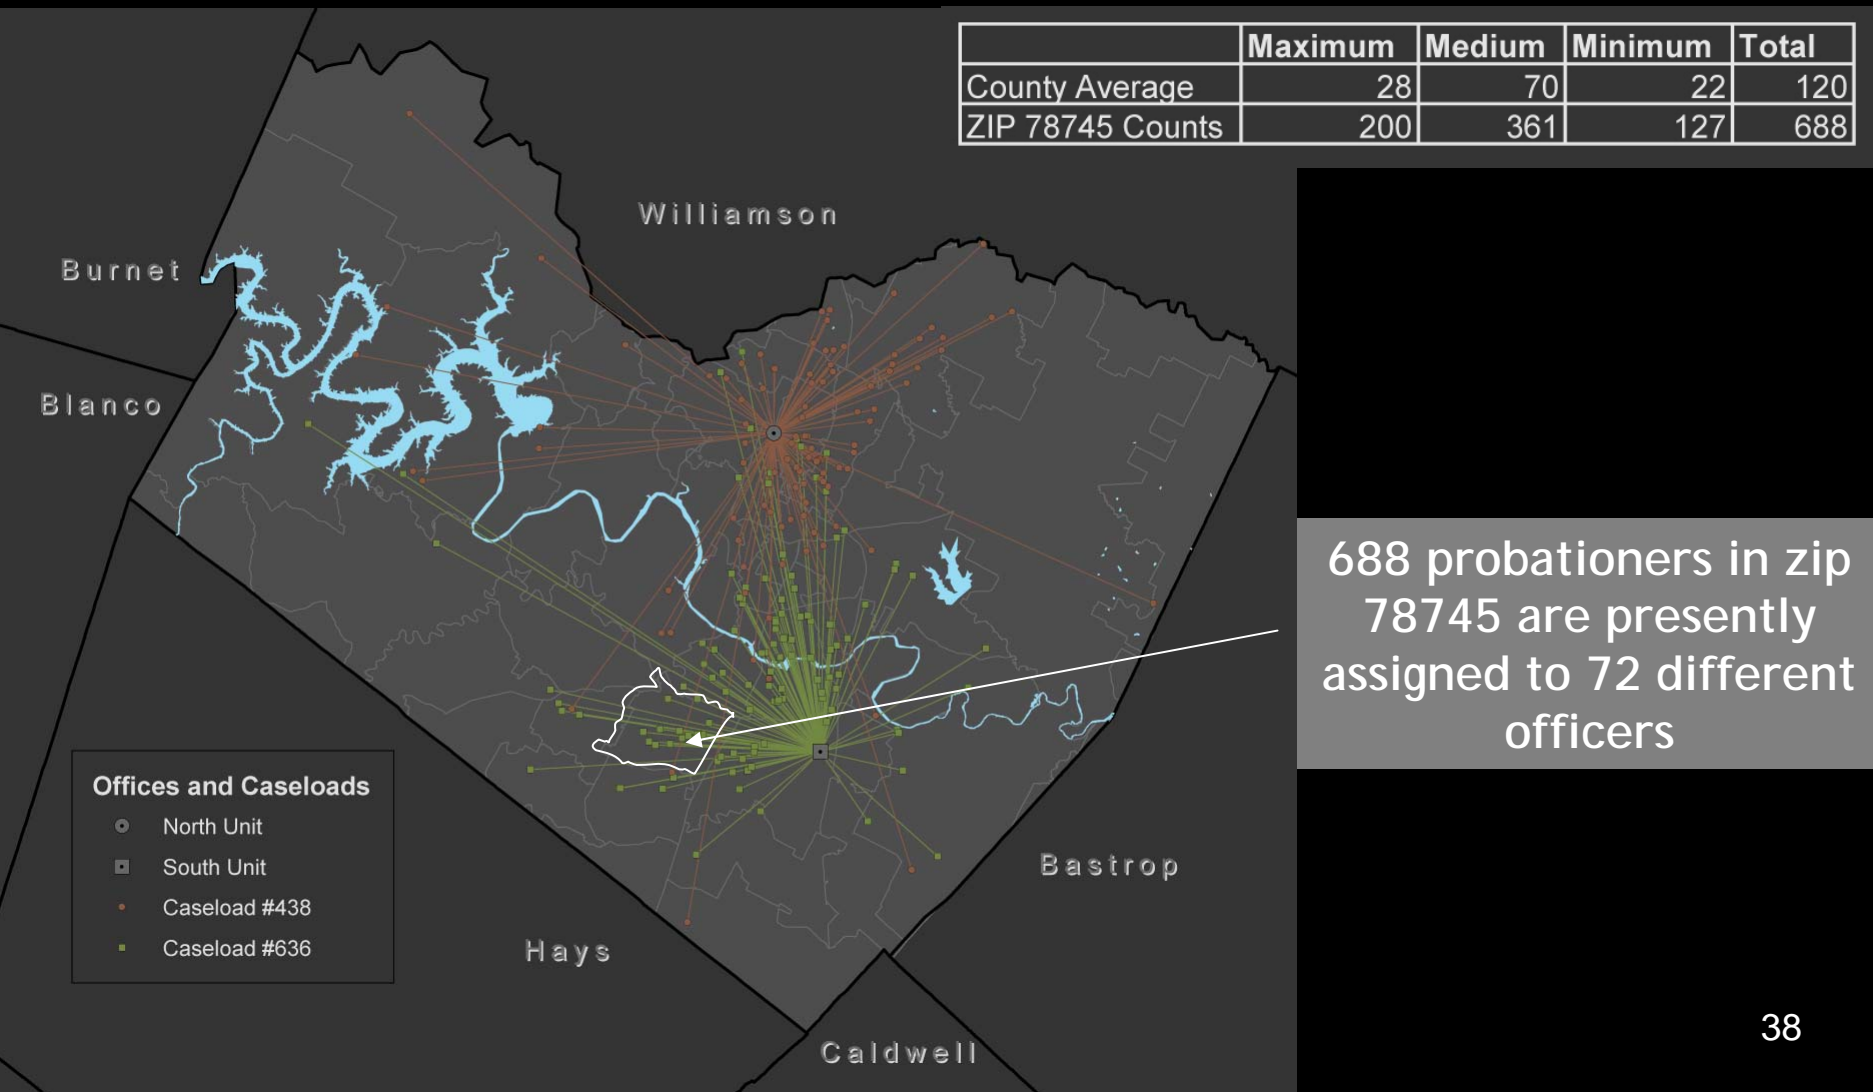 Maximum Medium Minimum Total
County Average 28 70 22 120
ZIP 78745 Counts 200 361 127 688
Williamson
Burnet
Blanco
688 probationers in zip
78745 are presently
assigned to 72 different
officers
Offices and Caseloads
North Unit
South Unit
Caseload #438
Caseload #636
Bastrop
Hays
Caldwell
38